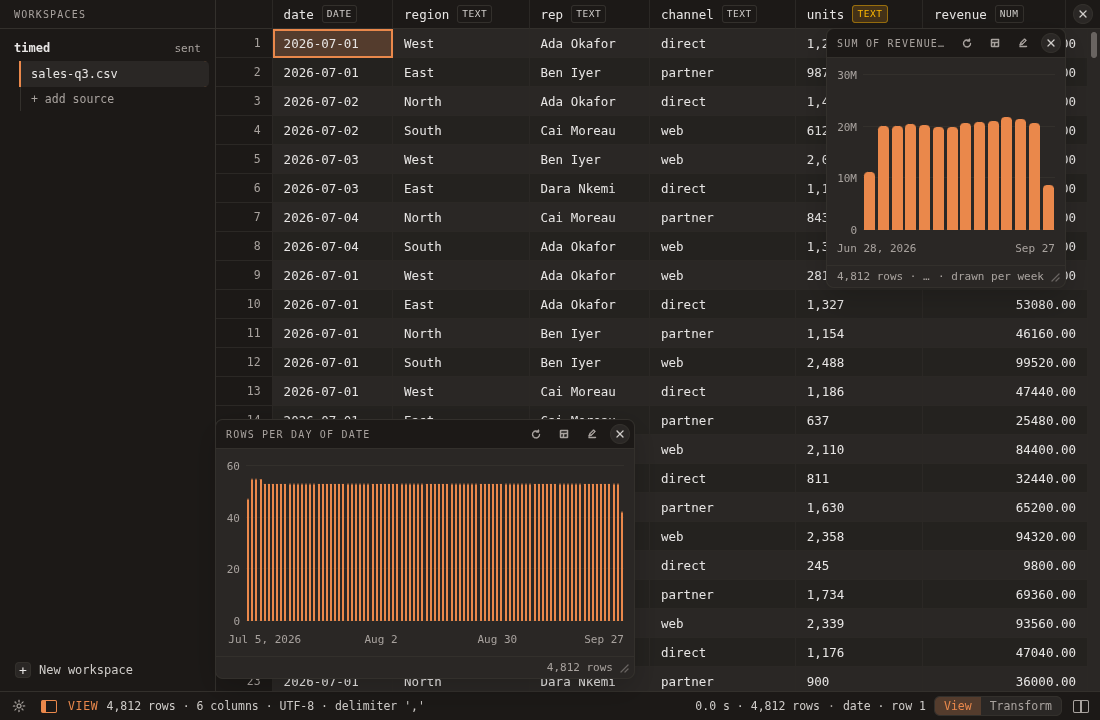 WORKSPACES
timed sent
sales-q3.csv
+ add source
+ New workspace
date DATE region TEXT rep TEXT channel TEXT units TEXT revenue NUM
1 2026-07-01 West Ada Okafor direct
2 2026-07-01 East Ben Iyer partner
3 2026-07-02 North Ada Okafor direct
4 2026-07-02 South Cai Moreau web
5 2026-07-03 West Ben Iyer web
6 2026-07-03 East Dara Nkemi direct
7 2026-07-04 North Cai Moreau partner
8 2026-07-04 South Ada Okafor web
9 2026-07-01 West Ada Okafor web
10 2026-07-01 East Ada Okafor direct 1,327 53080.00
11 2026-07-01 North Ben Iyer partner 1,154 46160.00
12 2026-07-01 South Ben Iyer web 2,488 99520.00
13 2026-07-01 West Cai Moreau direct 1,186 47440.00
14 2026-07-01 East Cai Moreau partner 637 25480.00
web 2,110 84400.00
direct 811 32440.00
partner 1,630 65200.00
web 2,358 94320.00
direct 245 9800.00
partner 1,734 69360.00
web 2,339 93560.00
direct 1,176 47040.00
23 2026-07-01 North Dara Nkemi partner 900 36000.00
SUM OF REVENUE…
30M
20M
10M
0
Jun 28, 2026 Sep 27
4,812 rows · … · drawn per week
ROWS PER DAY OF DATE
60
40
20
0
Jul 5, 2026 Aug 2 Aug 30 Sep 27
4,812 rows
VIEW 4,812 rows · 6 columns · UTF-8 · delimiter ',' 0.0 s · 4,812 rows · date · row 1 View Transform